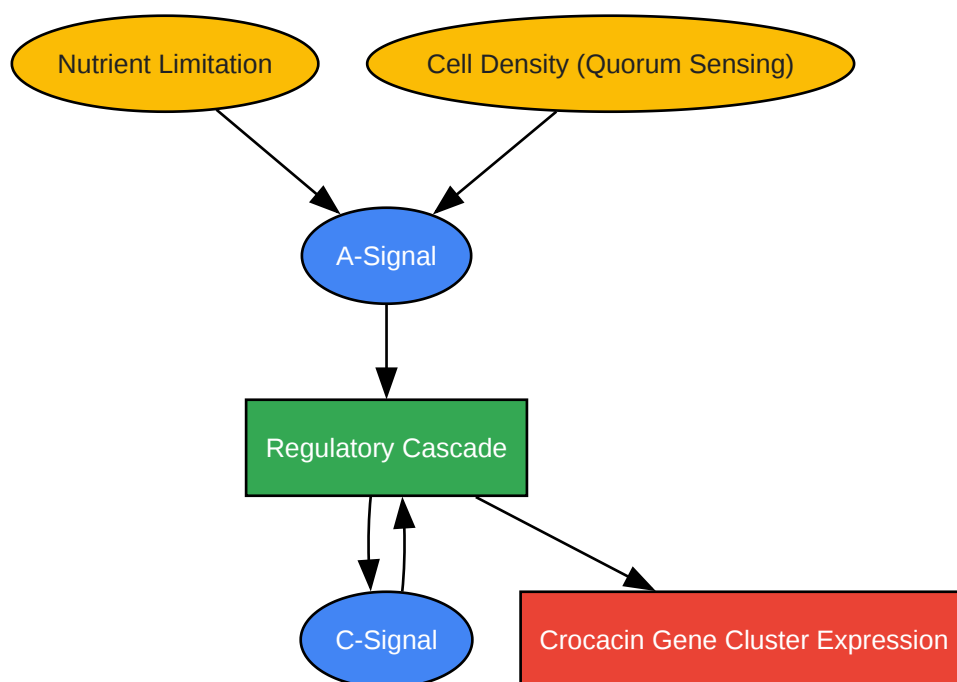 Nutrient Limitation
Cell Density (Quorum Sensing)
A-Signal
Regulatory Cascade
C-Signal
Crocacin Gene Cluster Expression